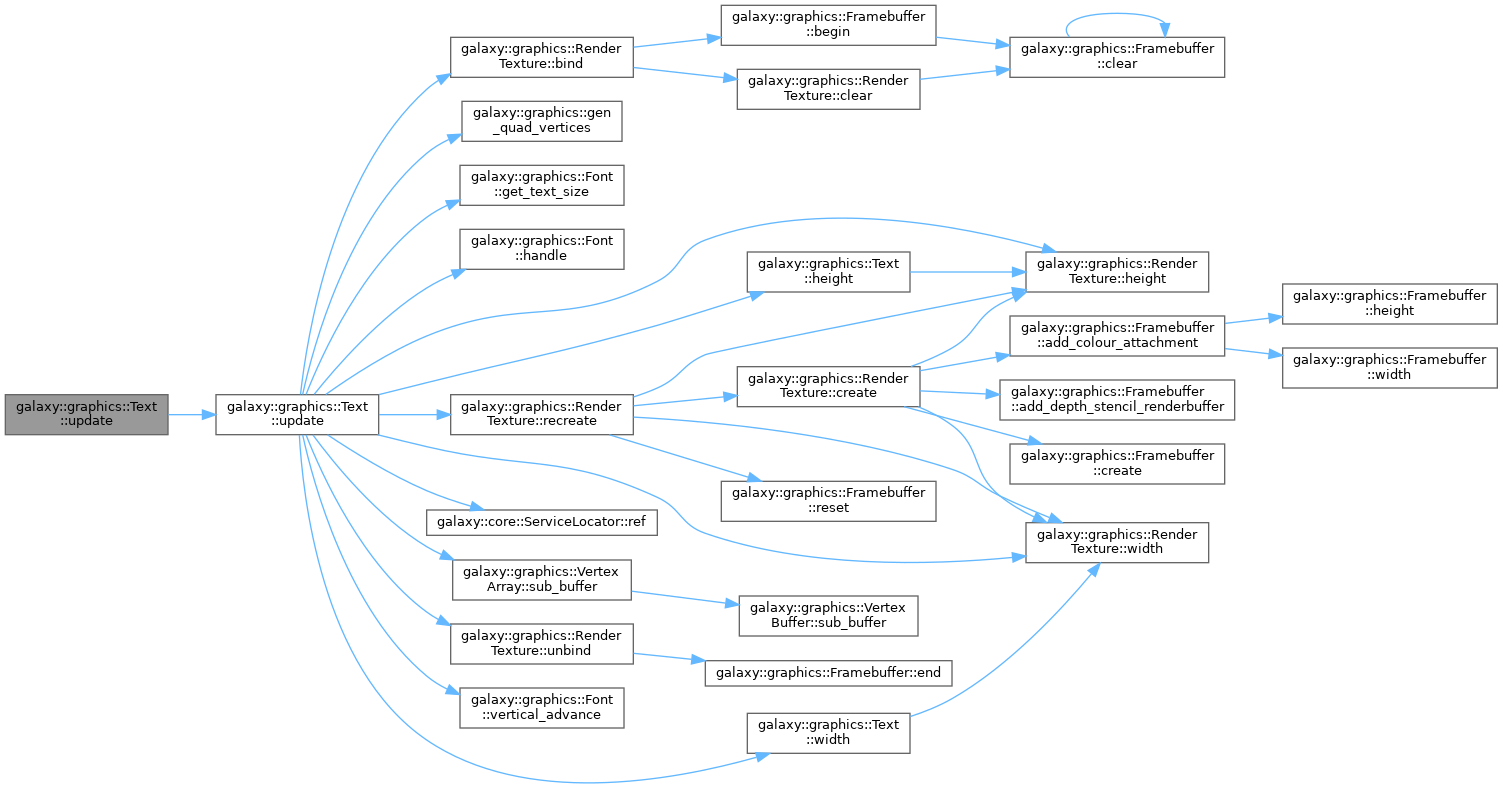 galaxy::graphics::Text
::update
galaxy::graphics::Text
::update
galaxy::graphics::Render
Texture::bind
galaxy::graphics::gen
_quad_vertices
galaxy::graphics::Font
::get_text_size
galaxy::graphics::Font
::handle
galaxy::graphics::Render
Texture::recreate
galaxy::core::ServiceLocator::ref
galaxy::graphics::Vertex
Array::sub_buffer
galaxy::graphics::Render
Texture::unbind
galaxy::graphics::Font
::vertical_advance
galaxy::graphics::Framebuffer
::begin
galaxy::graphics::Render
Texture::clear
galaxy::graphics::Text
::height
galaxy::graphics::Render
Texture::create
galaxy::graphics::Framebuffer
::reset
galaxy::graphics::Vertex
Buffer::sub_buffer
galaxy::graphics::Framebuffer::end
galaxy::graphics::Text
::width
galaxy::graphics::Framebuffer
::clear
galaxy::graphics::Render
Texture::height
galaxy::graphics::Framebuffer
::add_colour_attachment
galaxy::graphics::Framebuffer
::add_depth_stencil_renderbuffer
galaxy::graphics::Framebuffer
::create
galaxy::graphics::Render
Texture::width
galaxy::graphics::Framebuffer
::height
galaxy::graphics::Framebuffer
::width